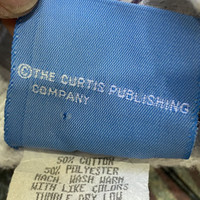 © THE CURTIS PUBLISHING
COMPANY
50% COTTON
50% POLYESTER
MACH. WASH WARM
WITH LIKE COLORS
TUMBLE DRY LOW